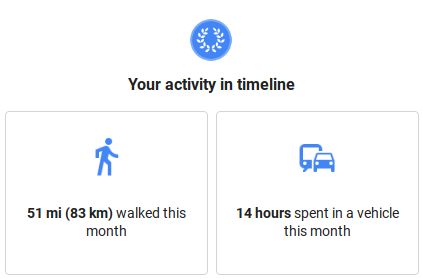 Your activity in timeline
51 mi (83 km) walked this
month
14 hours spent in a vehicle
this month